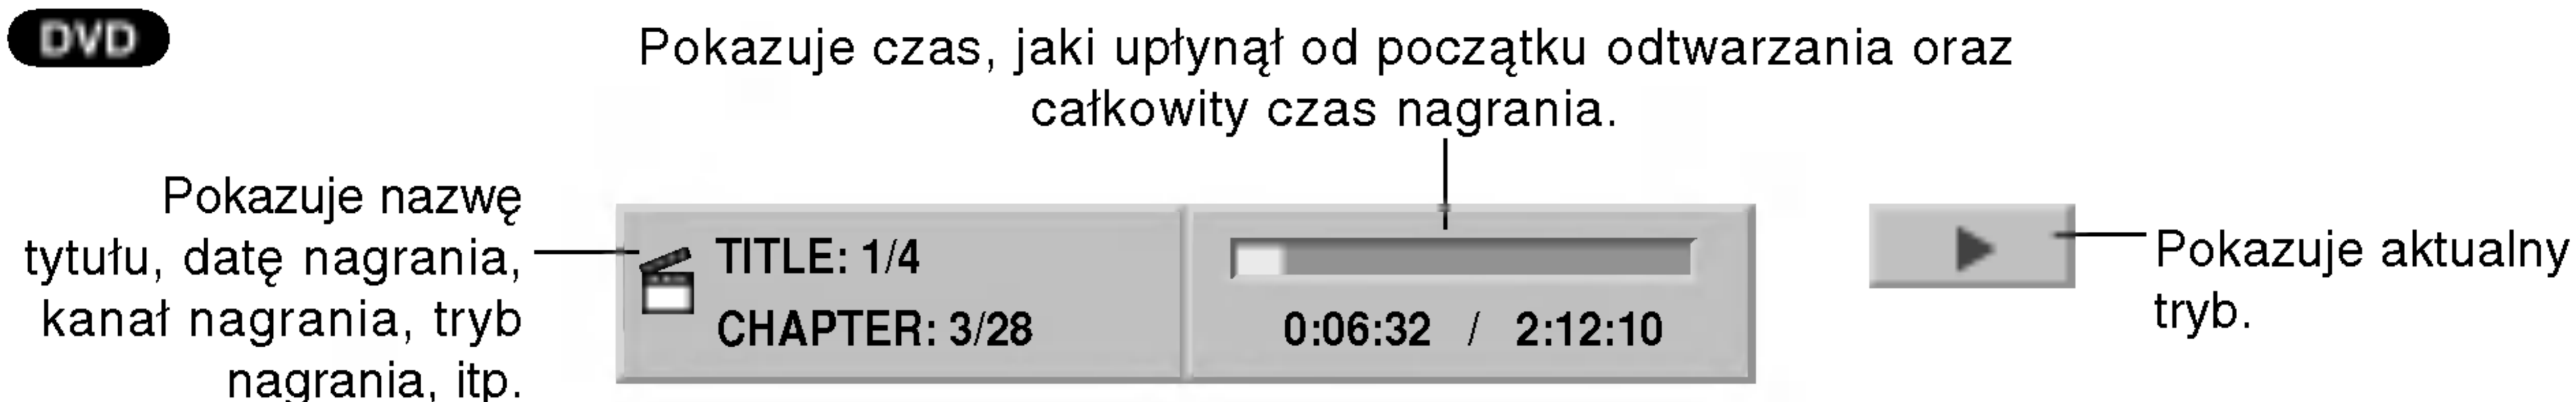 DVD
Pokazuje czas, jaki upłynął od początku odtwarzania oraz
całkowity czas nagrania.
Pokazuje nazwę
tytułu, datę nagrania,
kanał nagrania, tryb
nagrania, itp.
TITLE: 1/4
CHAPTER: 3/28
0:06:32 / 2:12:10
Pokazuje aktualny
tryb.